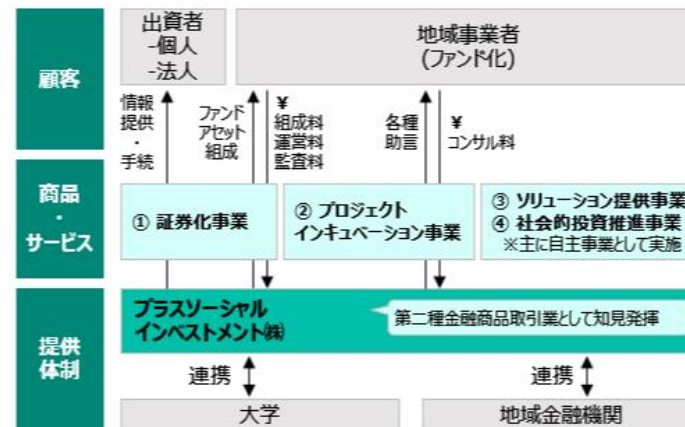 顧客
出資者
-個人
-法人
地域事業者
(ファンド化)
情報
提供
・
手続
ファンド
アセット
組成
¥
組成料
運営料
監査料
各種
助言
¥
コンサル料
商品
・
サービス
① 証券化事業
② プロジェクト
インキュベーション事業
③ ソリューション提供事業
④ 社会的投資推進事業
※主に自主事業として実施
提供
体制
プラスソーシャル
インベストメント㈱
第二種金融商品取引業として知見発揮
連携
連携
大学
地域金融機関